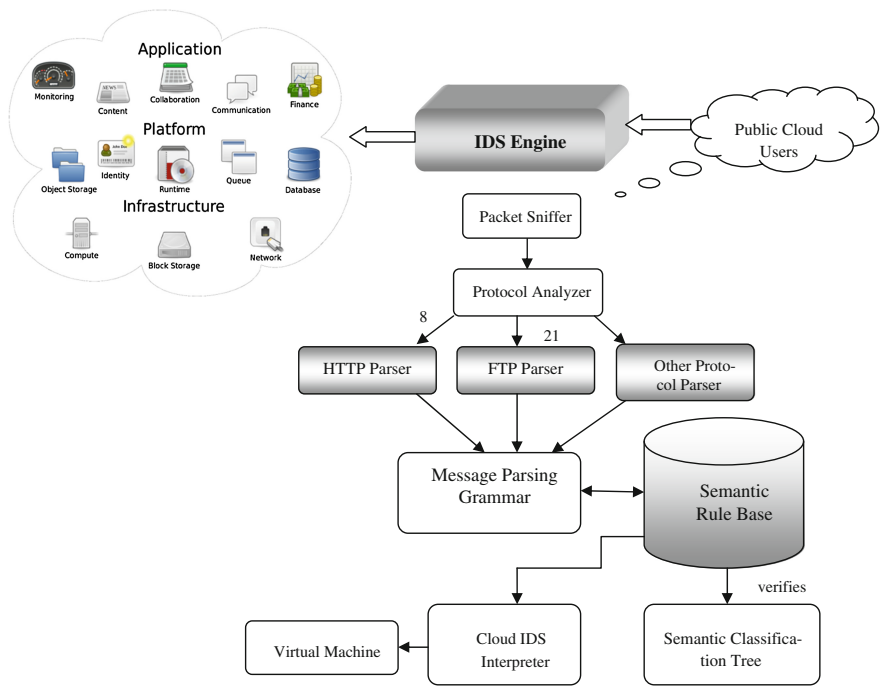 Application
Monitoring
NEWS
Content
Collaboration
Communication
Finance
Platform
Object Storage
Identity
Runtime
Queue
Database
Infrastructure
Compute
Block Storage
Network
IDS Engine
Public Cloud
Users
Packet Sniffer
Protocol Analyzer
8
21
HTTP Parser
FTP Parser
Other Proto-
col Parser
Message Parsing
Grammar
Semantic
Rule Base
verifies
Virtual Machine
Cloud IDS
Interpreter
Semantic Classifica-
tion Tree